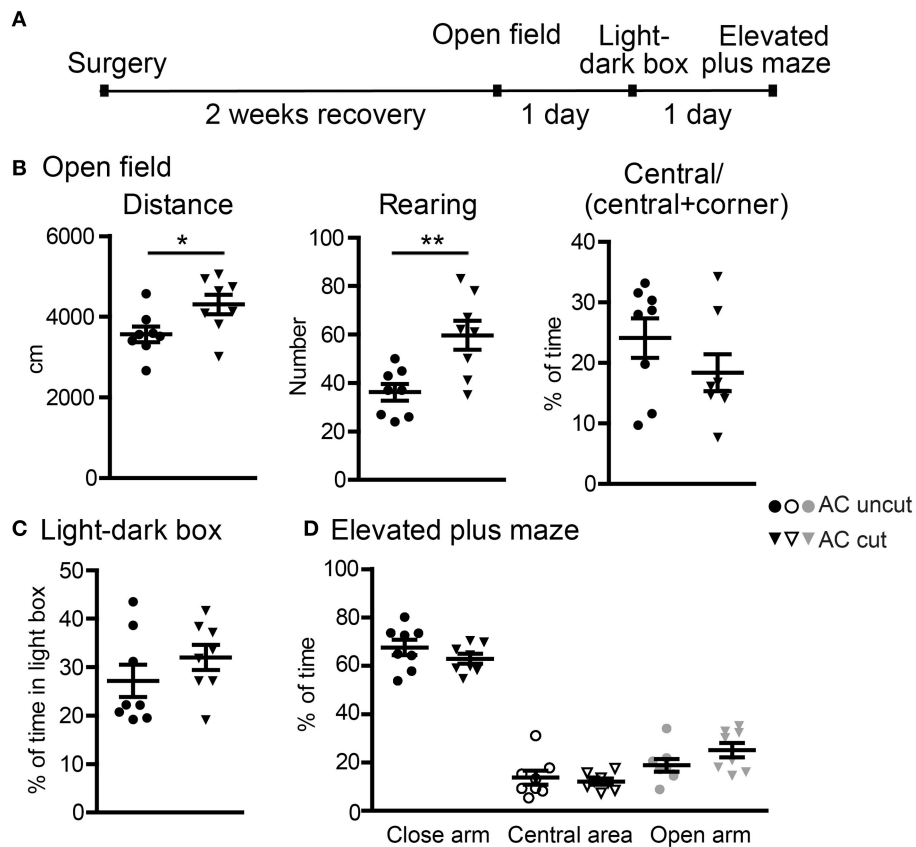 A
Surgery
Open field
Light-
dark box
Elevated
plus maze
2 weeks recovery
1 day
1 day
B Open field
Distance
*
6000
4000
2000
0
cm
Rearing
**
100
80
60
40
20
0
Number
Central/
(central+corner)
40
30
20
10
0
% of time
AC uncut
AC cut
C Light-dark box
50
40
30
20
10
0
% of time in light box
D Elevated plus maze
100
80
60
40
20
0
% of time
Close arm
Central area
Open arm